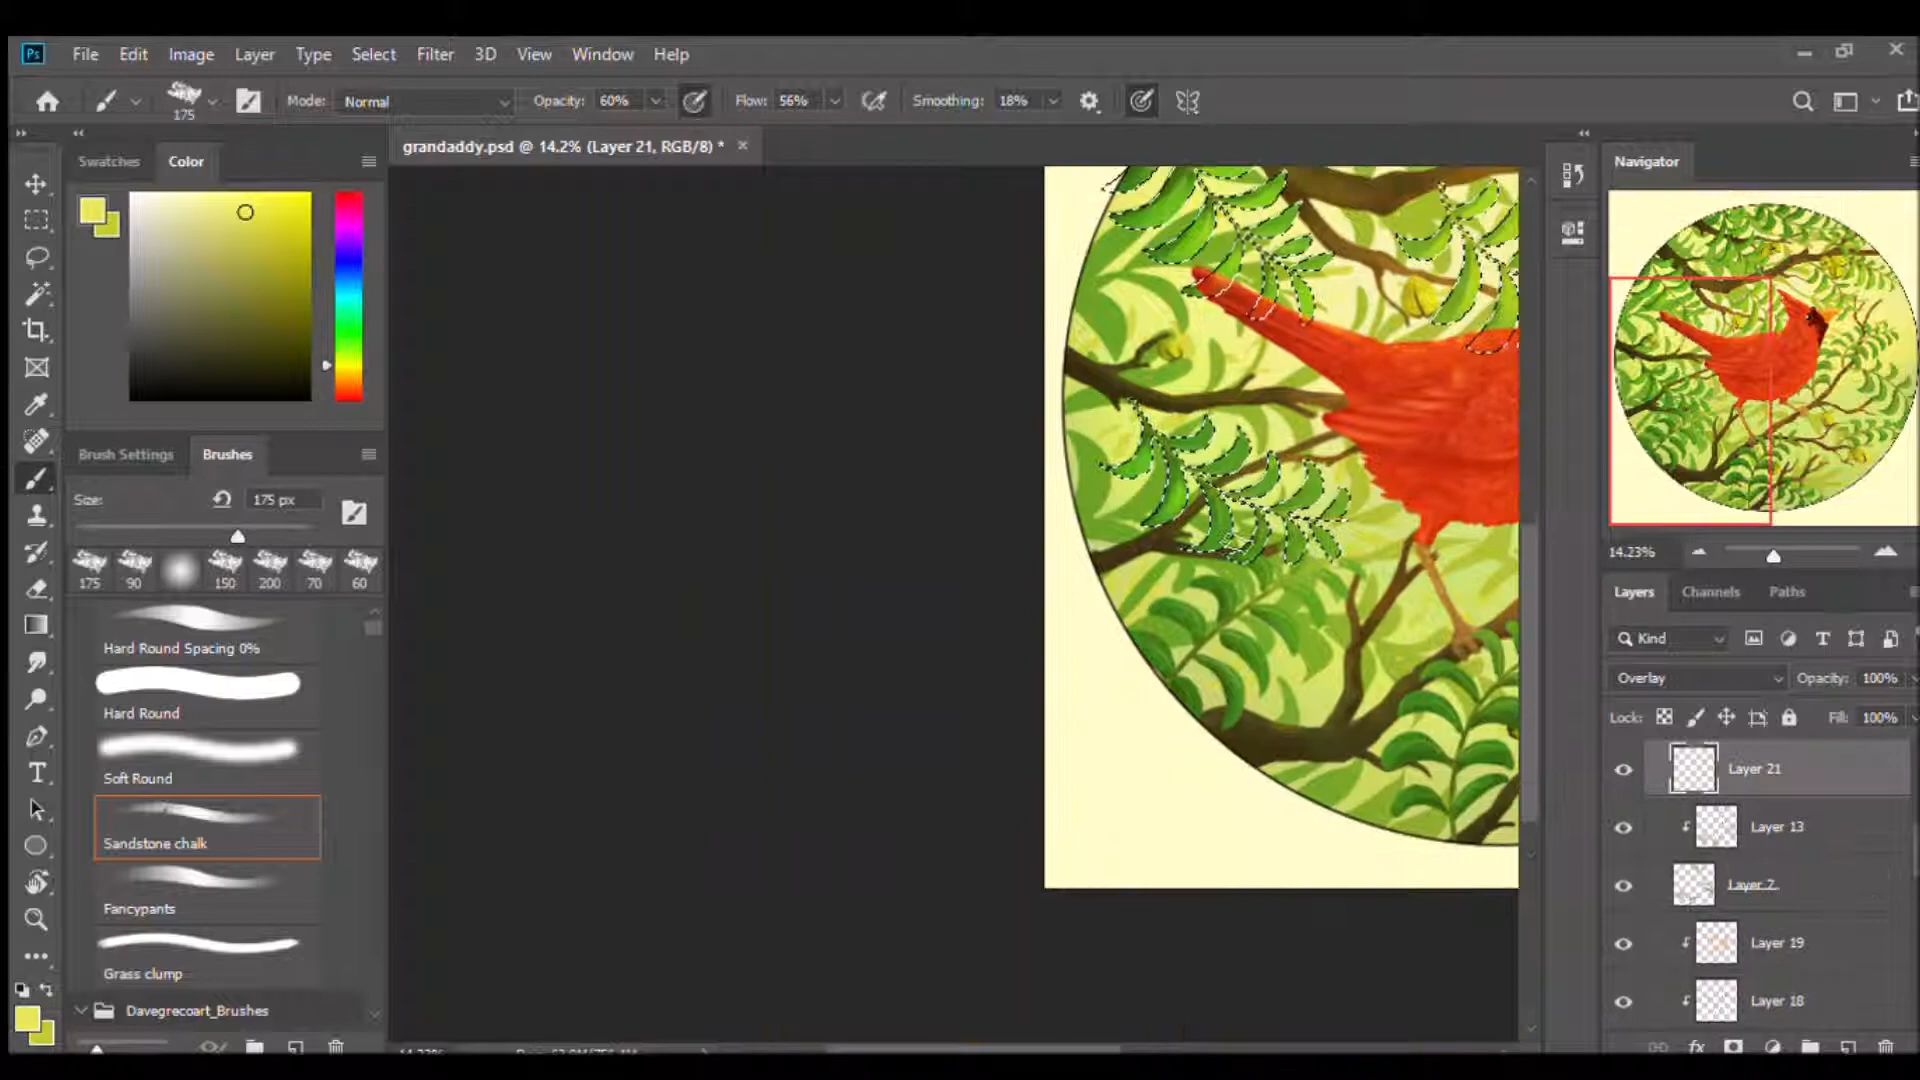 Ps File Edit Image Layer Type Select Filter 3D View Window Help
175 Mode: Normal Opacity: 60% Flow: 56% Smoothing: 18%
grandaddy.psd @ 14.2% (Layer 21, RGB/8) *
Swatches Color
Brush Settings Brushes
Size: 175 px
175 90 150 200 70 60
Hard Round Spacing 0%
Hard Round
Soft Round
Sandstone chalk
Fancypants
Grass clump
Davegrecoart_Brushes
Navigator
14.23%
Layers Channels Paths
Kind
Overlay Opacity: 100%
Lock: Fill: 100%
Layer 21
Layer 13
Layer 2
Layer 19
Layer 18
fx